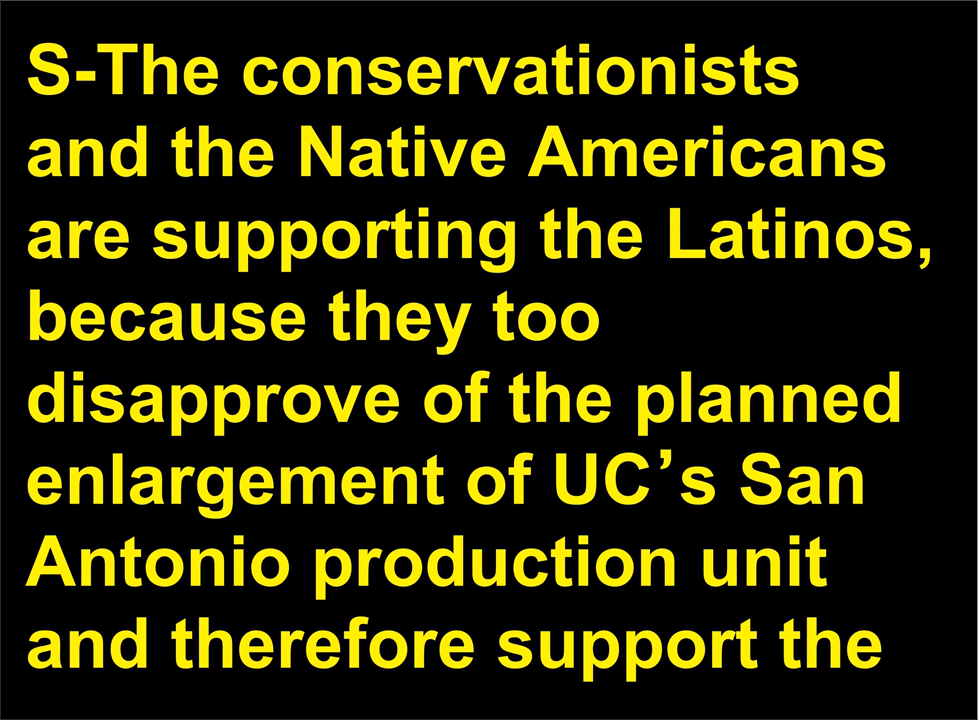 S-The conservationists
and the Native Americans
are supporting the Latinos,
because they too
disapprove of the planned
enlargement of UC’s San
Antonio production unit
and therefore support the